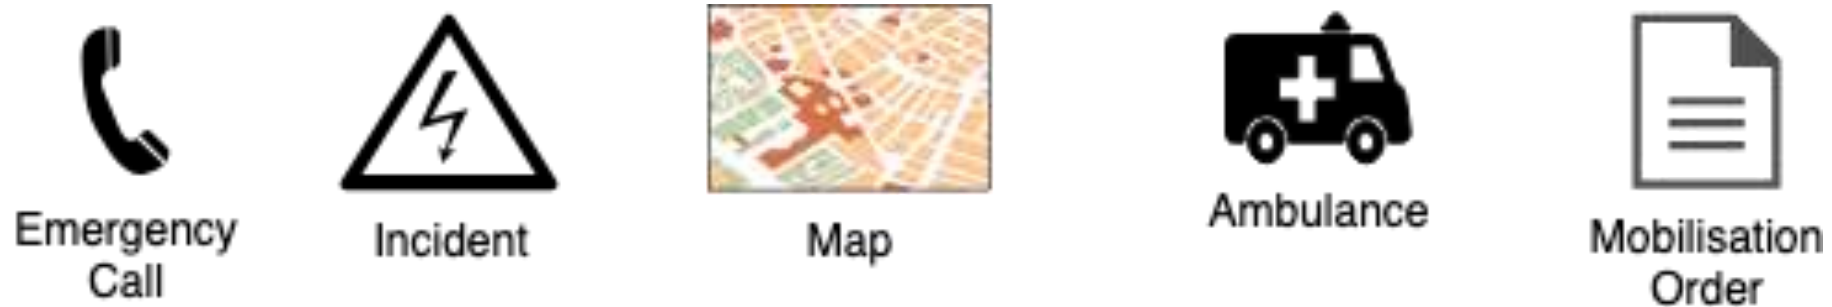 Emergency
Call
Incident
Map
Ambulance
Mobilisation
Order